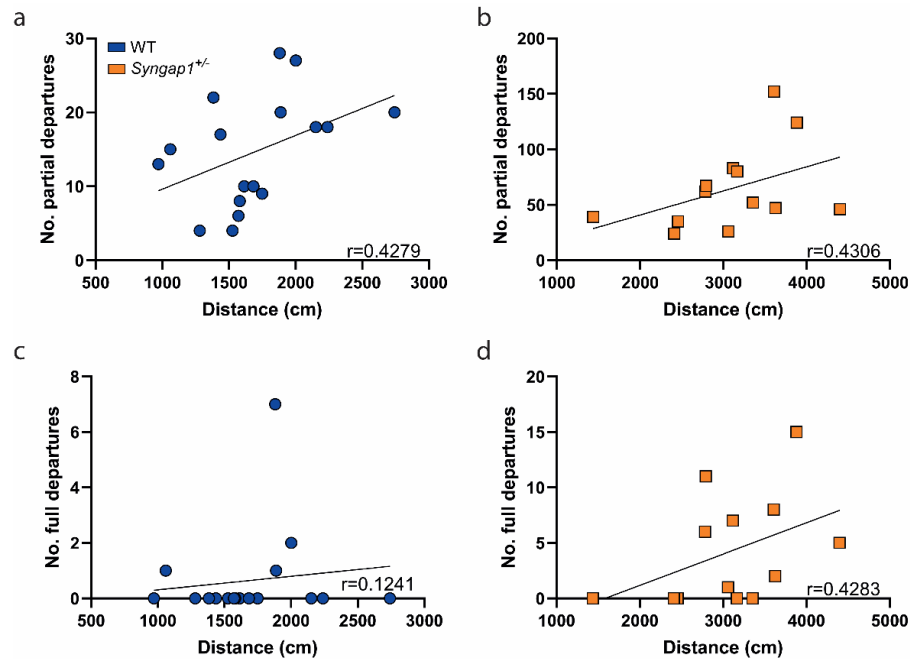 a
30
20
10
0
No. partial departures
WT
Syngap1+/-
r=0.4279
500 1000 1500 2000 2500 3000
Distance (cm)
b
200
150
100
50
0
No. partial departures
r=0.4306
1000 2000 3000 4000 5000
Distance (cm)
c
8
6
4
2
0
No. full departures
r=0.1241
500 1000 1500 2000 2500 3000
Distance (cm)
d
20
15
10
5
0
No. full departures
r=0.4283
1000 2000 3000 4000 5000
Distance (cm)